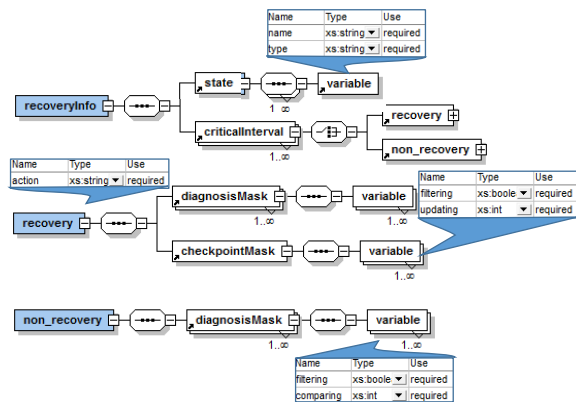 Name Type Use
name xs:string required
type xs:string required
state
variable
1..∞
recoveryInfo
criticalInterval
1..∞
recovery
non_recovery
Name Type Use
action xs:string required
Name Type Use
filtering xs:boole required
updating xs:int required
diagnosisMask
variable
1..∞ 1..∞
recovery
checkpointMask
variable
1..∞
1..∞
non_recovery
diagnosisMask
variable
1..∞ 1..∞
Name Type Use
filtering xs:boole required
comparing xs:int required